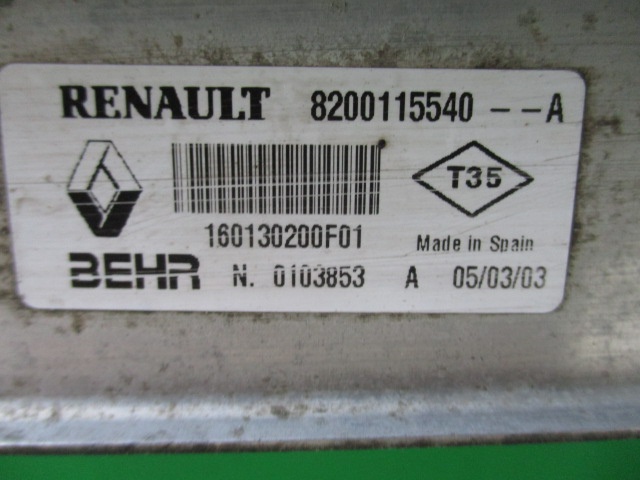 RENAULT 8200115540 --A
T35
160130200F01 Made in Spain
BEHR N. 0103853 A 05/03/03